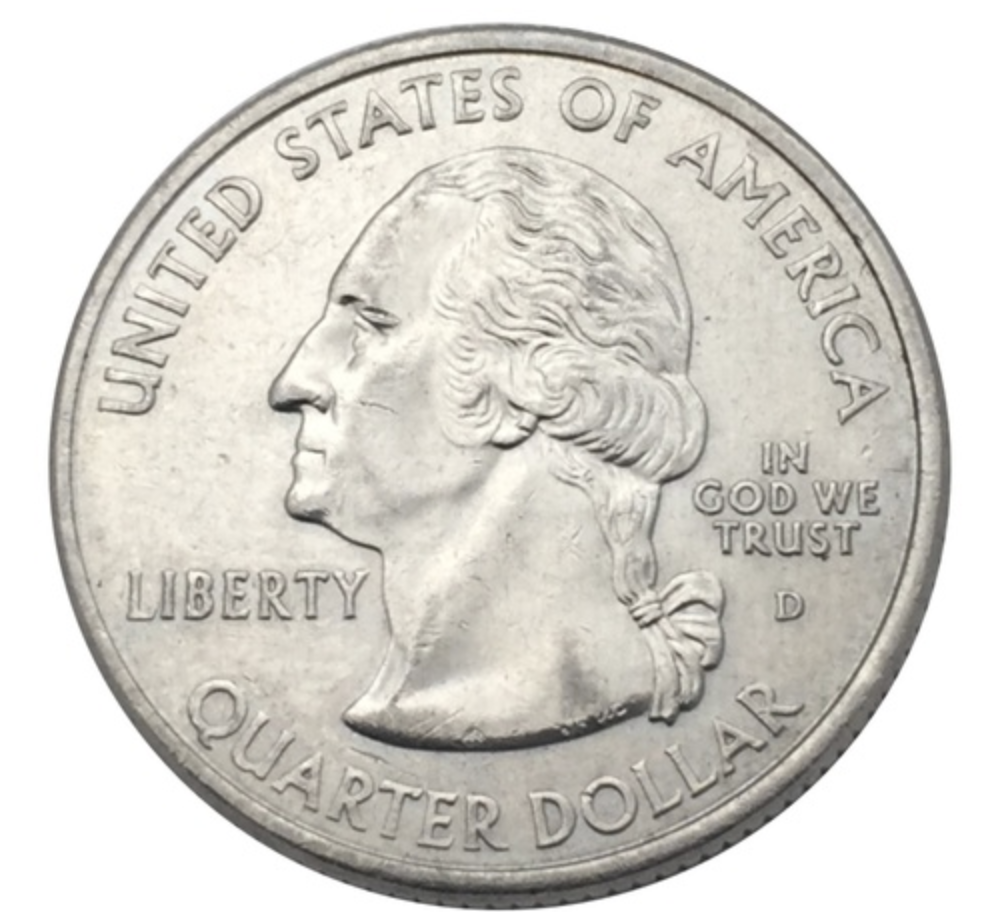 UNITED STATES OF AMERICA
LIBERTY
IN
GOD WE
TRUST
D
QUARTER DOLLAR